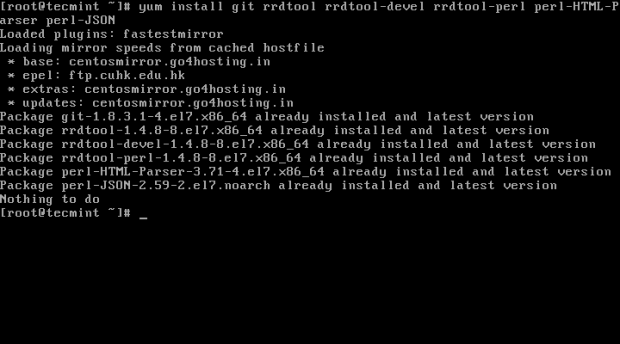 [root@tecmint ~]# yum install git rrdtool rrdtool-devel rrdtool-perl perl-HTML-P
arser perl-JSON
Loaded plugins: fastestmirror
Loading mirror speeds from cached hostfile
 * base: centosmirror.go4hosting.in
 * epel: ftp.cuhk.edu.hk
 * extras: centosmirror.go4hosting.in
 * updates: centosmirror.go4hosting.in
Package git-1.8.3.1-4.el7.x86_64 already installed and latest version
Package rrdtool-1.4.8-8.el7.x86_64 already installed and latest version
Package rrdtool-devel-1.4.8-8.el7.x86_64 already installed and latest version
Package rrdtool-perl-1.4.8-8.el7.x86_64 already installed and latest version
Package perl-HTML-Parser-3.71-4.el7.x86_64 already installed and latest version
Package perl-JSON-2.59-2.el7.noarch already installed and latest version
Nothing to do
[root@tecmint ~]# _